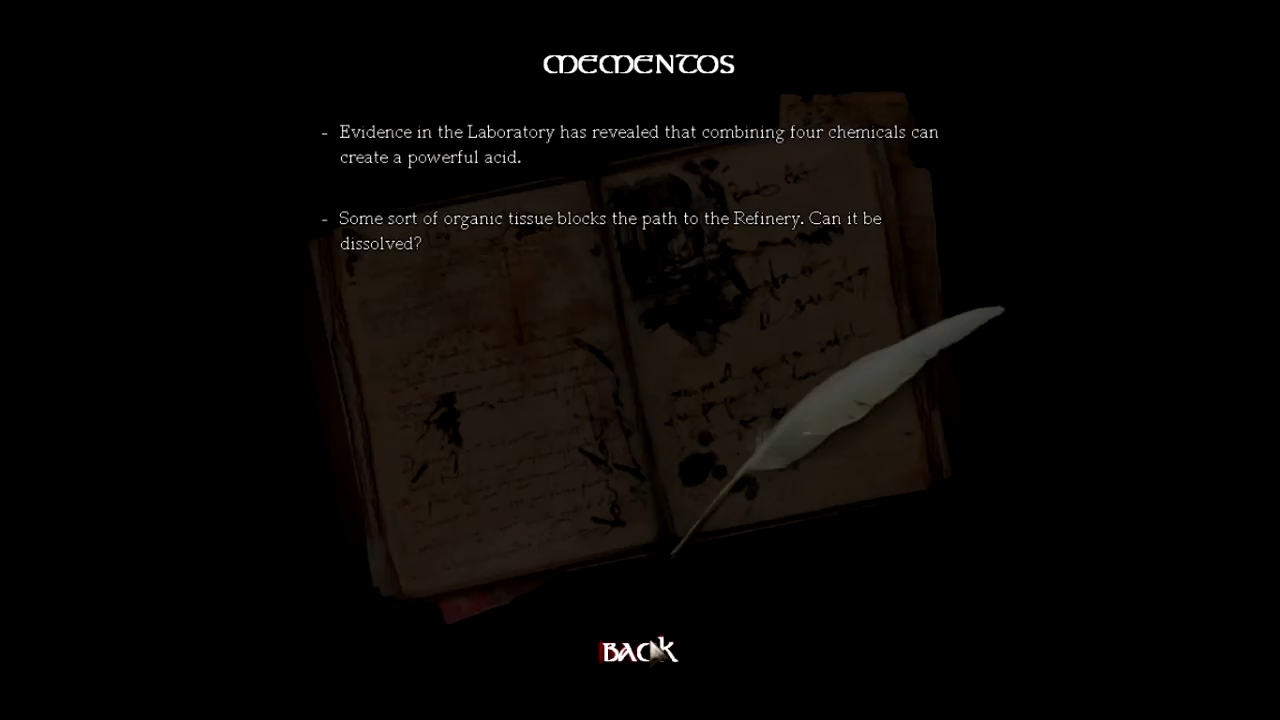 MEMENTOS
- Evidence in the Laboratory has revealed that combining four chemicals can
create a powerful acid.
- Some sort of organic tissue blocks the path to the Refinery. Can it be
dissolved?
BACK